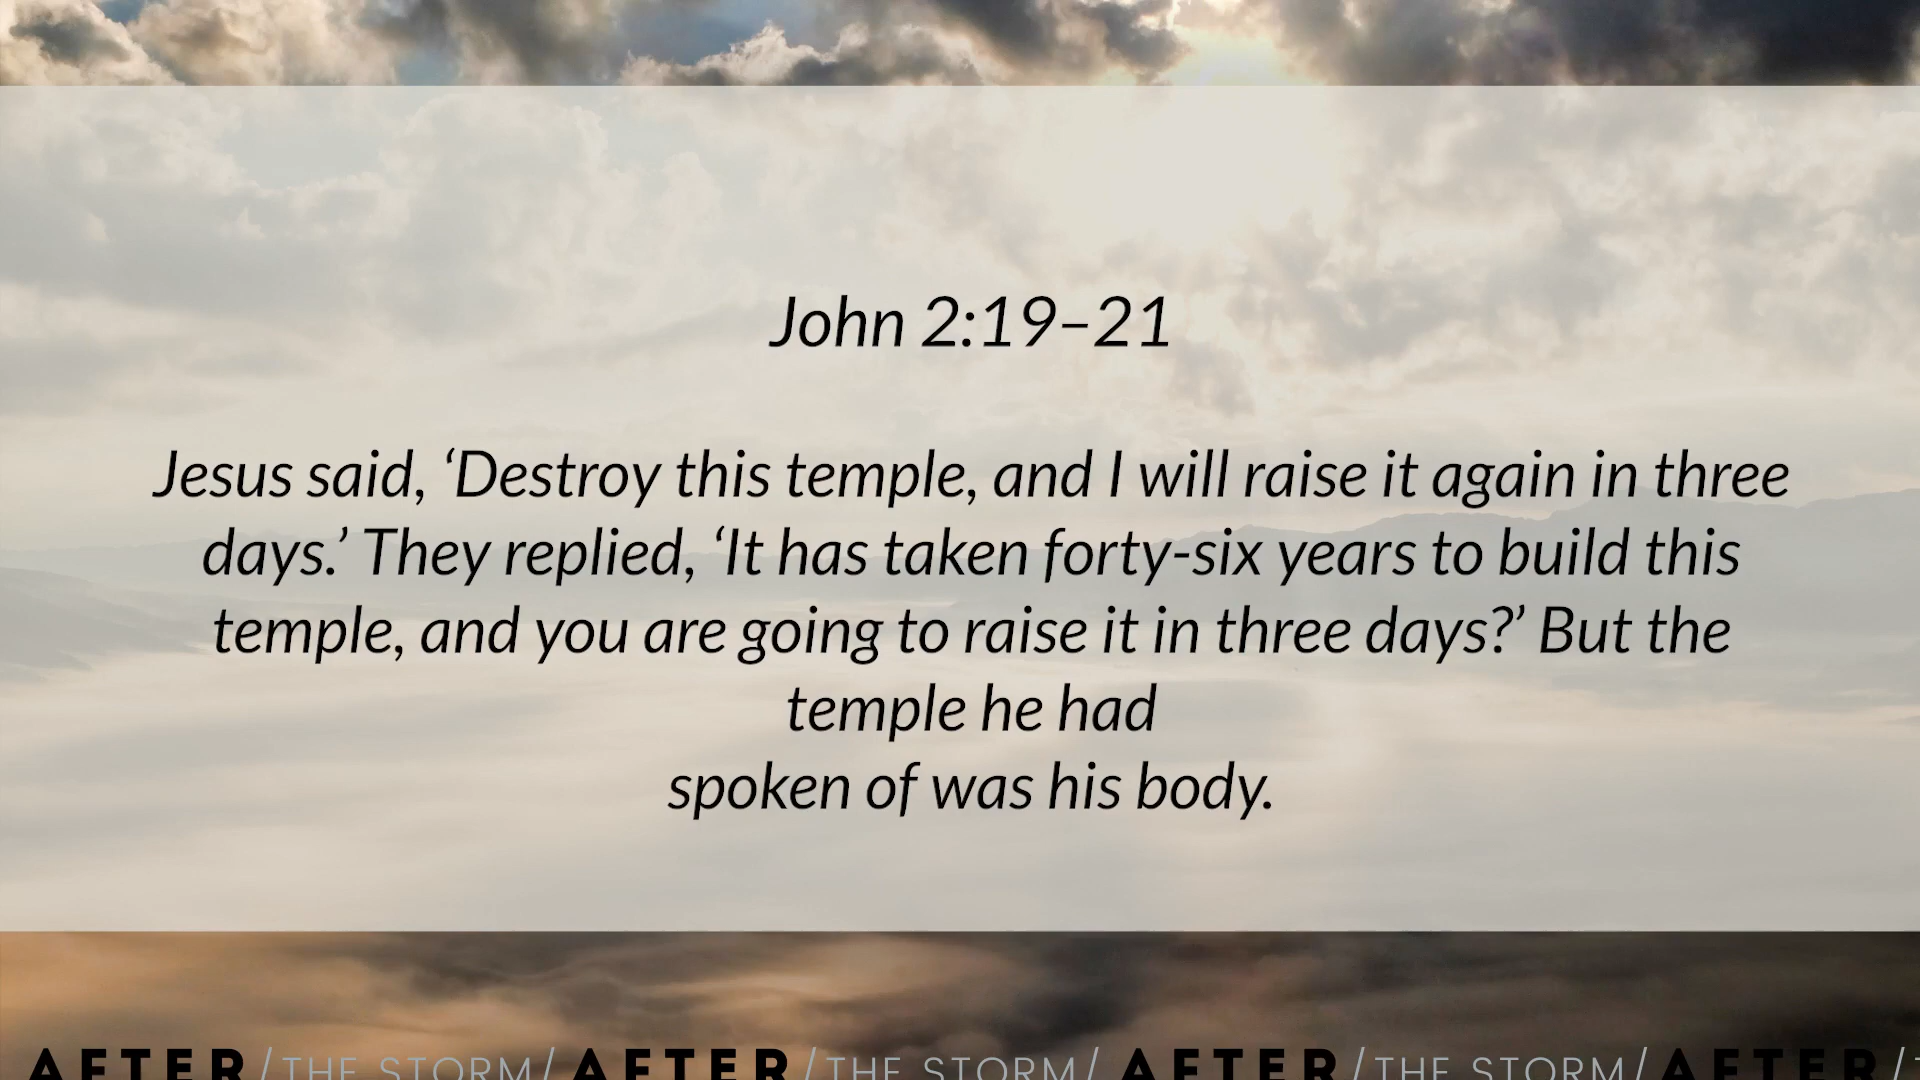 John 2:19–21
Jesus said, ‘Destroy this temple, and I will raise it again in three
days.’ They replied, ‘It has taken forty-six years to build this
temple, and you are going to raise it in three days?’ But the
temple he had
spoken of was his body.
AFTER/THE STORM/ AFTER/THE STORM/ AFTER/THE STORM/AFTER/T